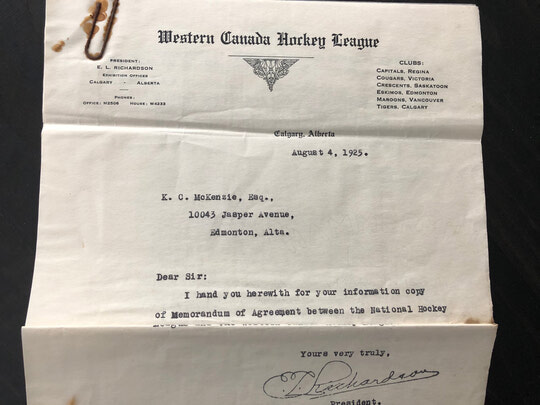 Western Canada Hockey League
PRESIDENT:
E. L. RICHARDSON
EXHIBITION OFFICES
CALGARY - ALBERTA
PHONES:
OFFICE: M2306 HOUSE: W4233
CLUBS:
CAPITALS, REGINA
COUGARS, VICTORIA
CRESCENTS, SASKATOON
ESKIMOS, EDMONTON
MAROONS, VANCOUVER
TIGERS, CALGARY
Calgary, Alberta
August 4, 1925.
K. C. McKenzie, Esq.,
10043 Jasper Avenue,
Edmonton, Alta.
Dear Sir:
I hand you herewith for your information copy
of Memorandum of Agreement between the National Hockey
Yours very truly,
E L Richardson
President.